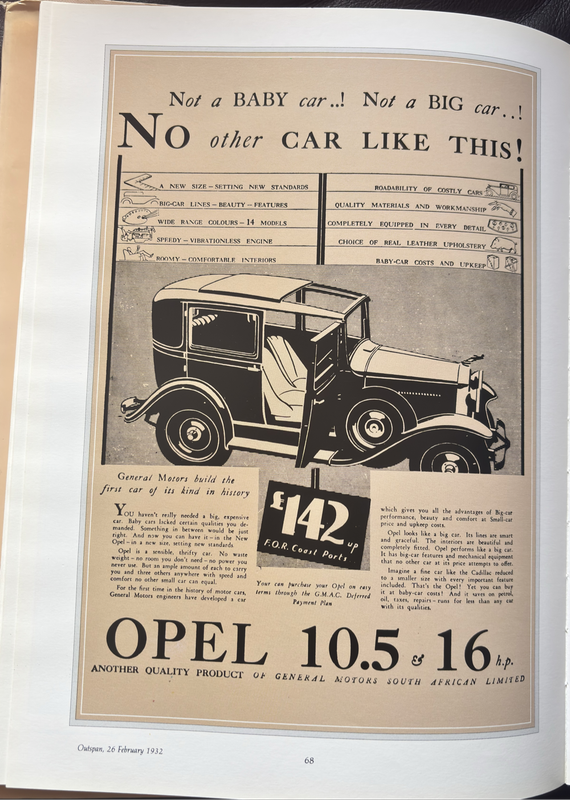 Not a BABY car..! Not a BIG car..!
NO other CAR LIKE THIS!
A NEW SIZE – SETTING NEW STANDARDS
BIG-CAR LINES – BEAUTY – FEATURES
WIDE RANGE COLOURS – 14 MODELS
SPEEDY – VIBRATIONLESS ENGINE
ROOMY – COMFORTABLE INTERIORS
ROADABILITY OF COSTLY CARS
QUALITY MATERIALS AND WORKMANSHIP
COMPLETELY EQUIPPED IN EVERY DETAIL
CHOICE OF REAL LEATHER UPHOLSTERY
BABY-CAR COSTS AND UPKEEP
General Motors build the
first car of its kind in history
YOU haven't really needed a big, expensive
car. Baby cars lacked certain qualities you de-
manded. Something in between would be just
right. And now you can have it – in the New
Opel – in a new size, setting new standards.
Opel is a sensible, thrifty car. No waste
weight – no room you don't need – no power you
never use. But an ample amount of each to carry
you and three others anywhere with speed and
comfort no other small car can equal.
For the first time in the history of motor cars,
General Motors engineers have developed a car
£142 up
F.O.R. Coast Ports
Your can purchase your Opel on easy
terms through the G.M.A.C. Deferred
Payment Plan
which gives you all the advantages of Big-car
performance, beauty and comfort at Small-car
price and upkeep costs.
Opel looks like a big car. Its lines are smart
and graceful. The interiors are beautiful and
completely fitted. Opel performs like a big car.
It has big-car features and mechanical equipment
that no other car at its price attempts to offer.
Imagine a fine car like the Cadillac reduced
to a smaller size with every important feature
included. That's the Opel! Yet you can buy
it at baby-car costs! And it saves on petrol,
oil, taxes, repairs – runs for less than any car
with its qualities.
OPEL 10.5 & 16 h.p.
ANOTHER QUALITY PRODUCT OF GENERAL MOTORS SOUTH AFRICAN LIMITED
Outspan, 26 February 1932
68